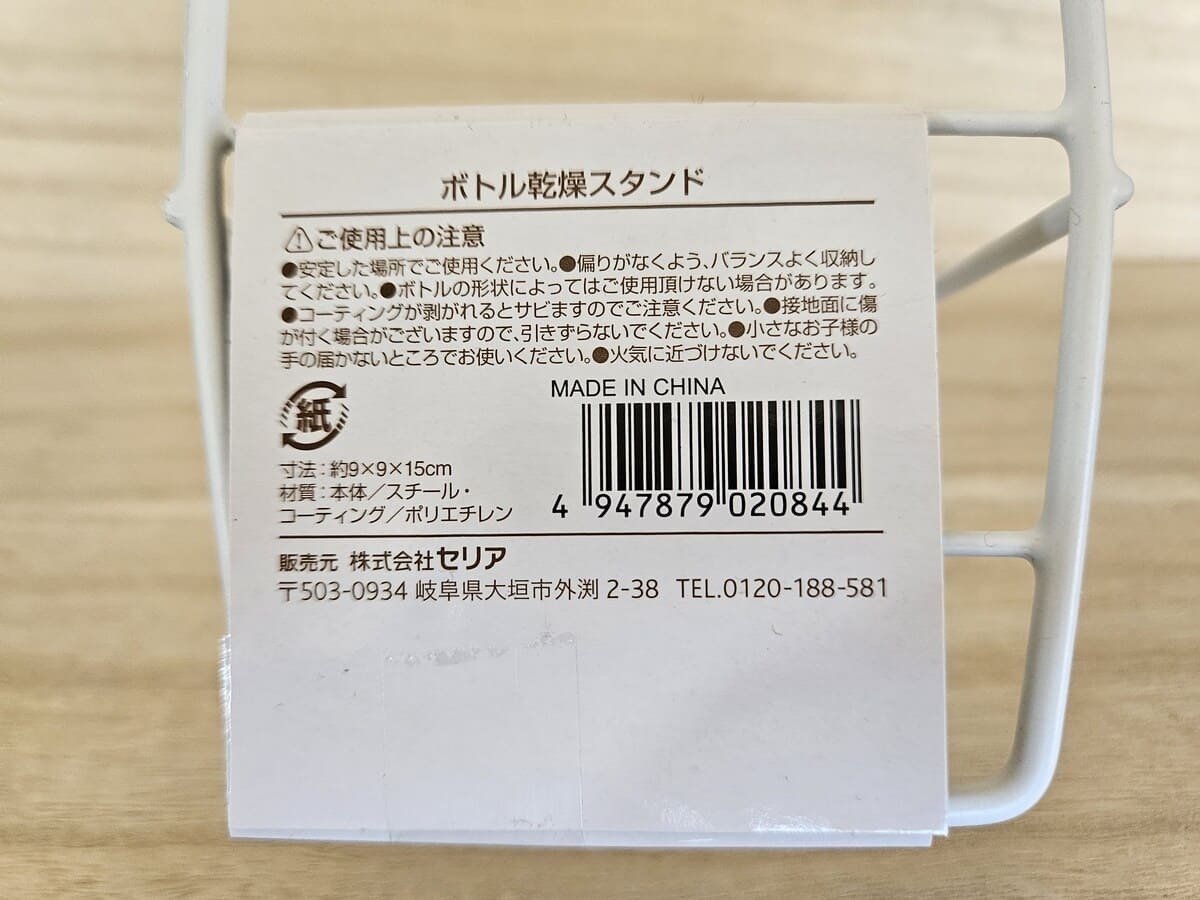 ボトル乾燥スタンド
⚠ご使用上の注意
●安定した場所でご使用ください。●偏りがなくよう、バランスよく収納し
てください。●ボトルの形状によってはご使用頂けない場合があります。
●コーティングが剥がれるとサビますのでご注意ください。●接地面に傷
が付く場合がございますので、引きずらないでください。●小さなお子様の
手の届かないところでお使いください。●火気に近づけないでください。
紙
MADE IN CHINA
4 947879 020844
寸法：約9×9×15cm
材質：本体／スチール・
コーティング／ポリエチレン
販売元 株式会社セリア
〒503-0934 岐阜県大垣市外渕 2-38 TEL.0120-188-581